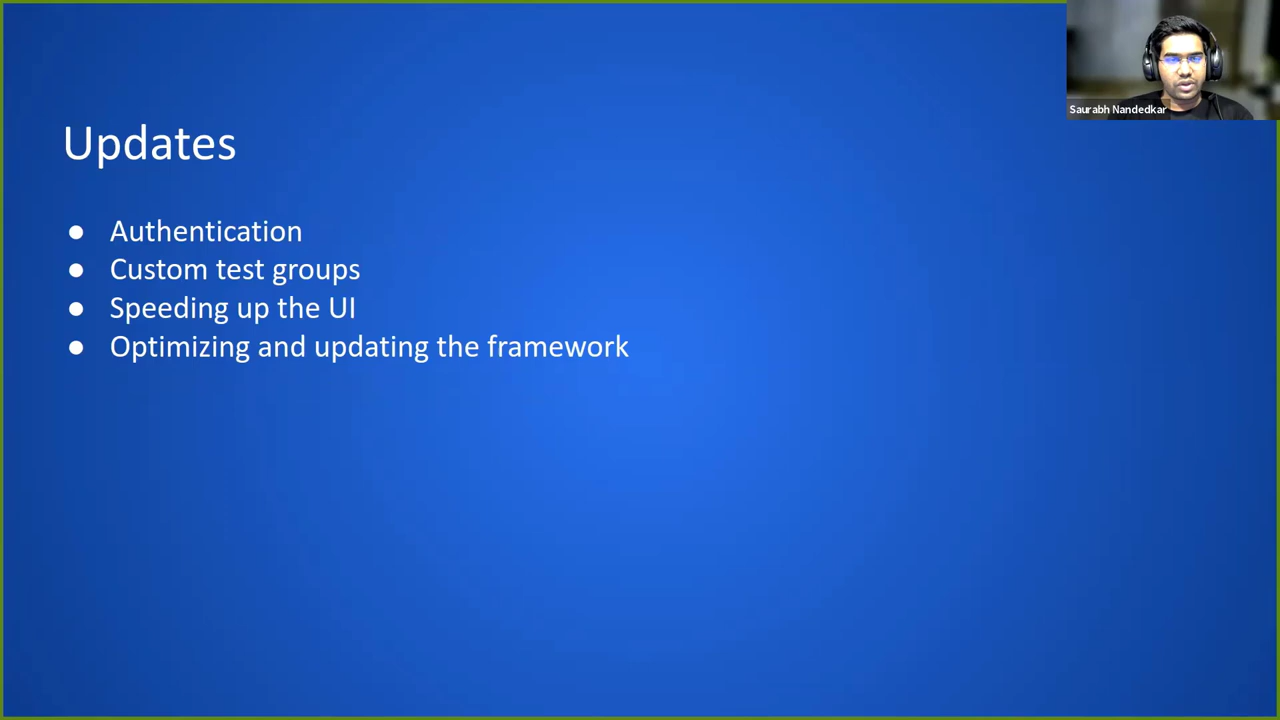 Saurabh Nandedkar
Updates
● Authentication
● Custom test groups
● Speeding up the UI
● Optimizing and updating the framework